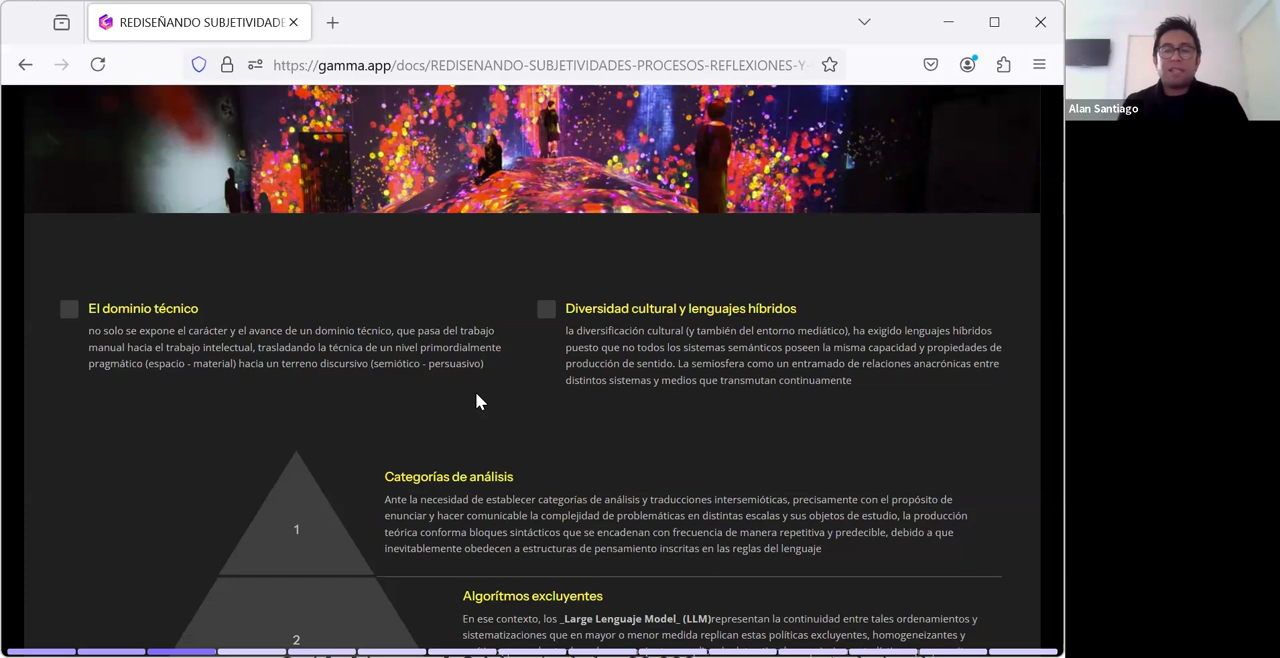 REDISEÑANDO SUBJETIVIDADE
https://gamma.app/docs/REDISENANDO-SUBJETIVIDADES-PROCESOS-REFLEXIONES-Y-
Alan Santiago
El dominio técnico
no solo se expone el carácter y el avance de un dominio técnico, que pasa del trabajo
manual hacia el trabajo intelectual, trasladando la técnica de un nivel primordialmente
pragmático (espacio - material) hacia un terreno discursivo (semiótico - persuasivo)
Diversidad cultural y lenguajes híbridos
la diversificación cultural (y también del entorno mediático), ha exigido lenguajes híbridos
puesto que no todos los sistemas semánticos poseen la misma capacidad y propiedades de
producción de sentido. La semiosfera como un entramado de relaciones anacrónicas entre
distintos sistemas y medios que transmutan continuamente
1
Categorías de análisis
Ante la necesidad de establecer categorías de análisis y traducciones intersemióticas, precisamente con el propósito de
enunciar y hacer comunicable la complejidad de problemáticas en distintas escalas y sus objetos de estudio, la producción
teórica conforma bloques sintácticos que se encadenan con frecuencia de manera repetitiva y predecible, debido a que
inevitablemente obedecen a estructuras de pensamiento inscritas en las reglas del lenguaje
2
Algorítmos excluyentes
En ese contexto, los _Large Lenguaje Model_ (LLM)representan la continuidad entre tales ordenamientos y
sistematizaciones que en mayor o menor medida replican estas políticas excluyentes, homogeneizantes y